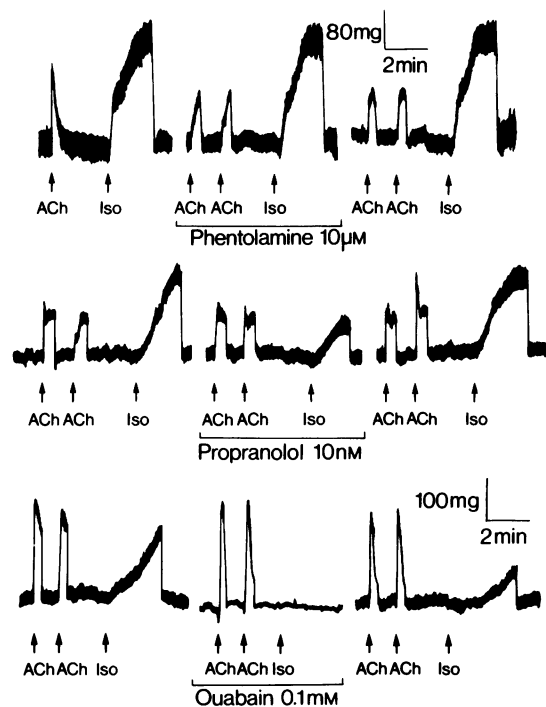 80mg
2min
ACh Iso ACh ACh Iso ACh ACh Iso
Phentolamine 10μM
ACh ACh Iso ACh ACh Iso ACh ACh Iso
Propranolol 10nM
100mg
2min
ACh ACh Iso ACh ACh Iso ACh ACh Iso
Ouabain 0.1mM